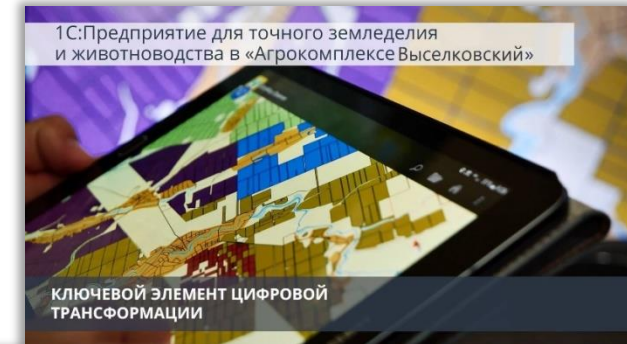 1С:Предприятие для точного земледелия
и животноводства в «Агрокомплексе Выселковский»
КЛЮЧЕВОЙ ЭЛЕМЕНТ ЦИФРОВОЙ
ТРАНСФОРМАЦИИ